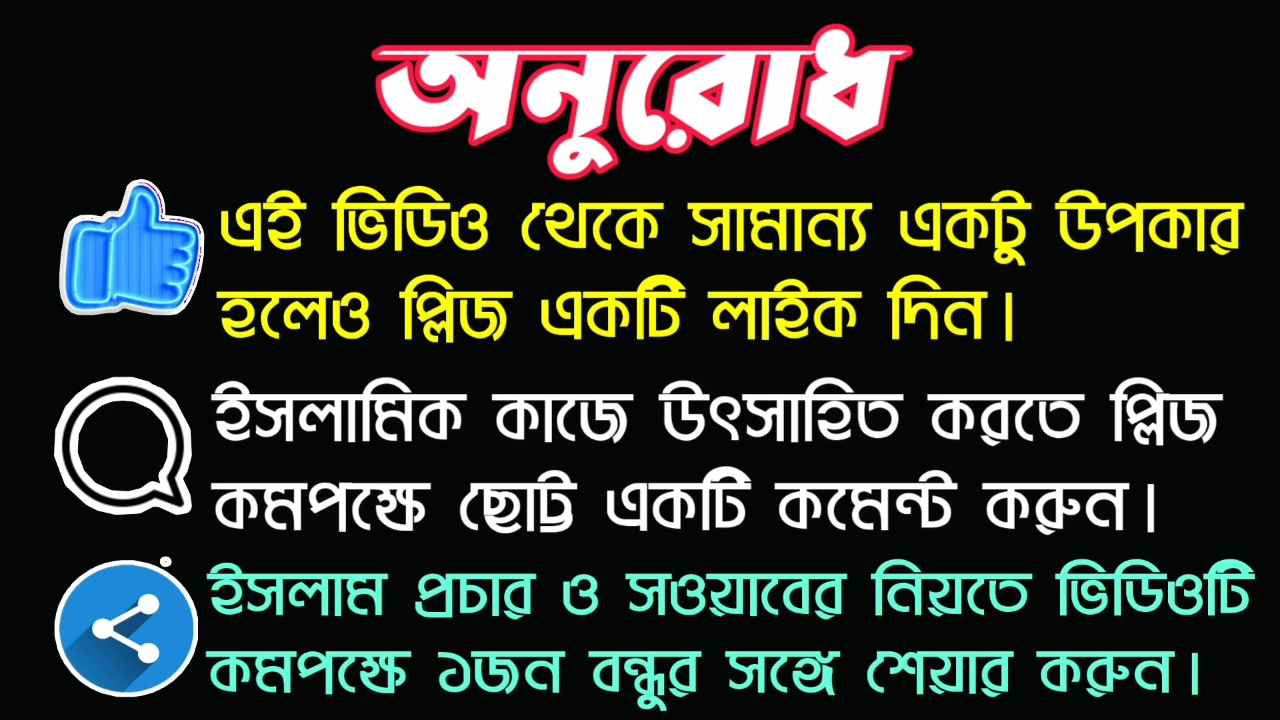 অনুরোধ
এই ভিডিও থেকে সামান্য একটু উপকার
হলেও প্লিজ একটি লাইক দিন।
ইসলামিক কাজে উৎসাহিত করতে প্লিজ
কমপক্ষে ছোট্ট একটি কমেন্ট করুন।
ইসলাম প্রচার ও সওয়াবের নিয়তে ভিডিওটি
কমপক্ষে ১জন বন্ধুর সঙ্গে শেয়ার করুন।